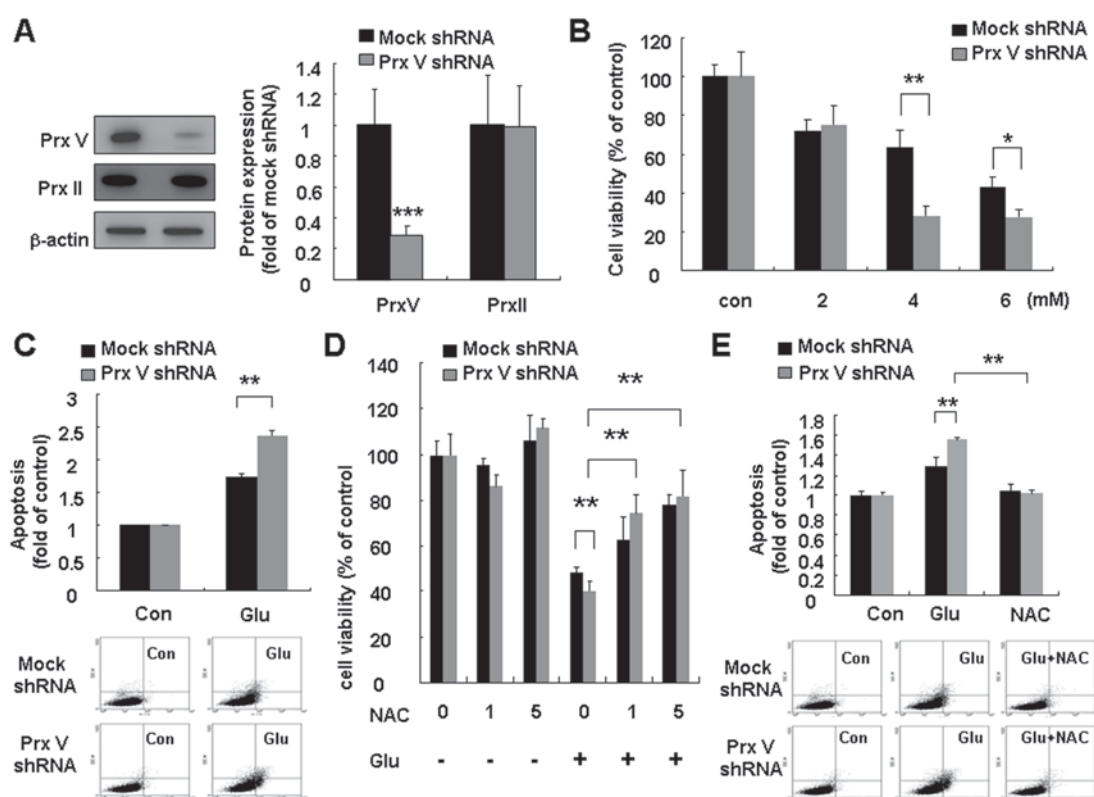 A
Mock shRNA
Prx V shRNA
Prx V
Prx II
β-actin
Protein expression
(fold of mock shRNA)
1.4
1.2
1
0.8
0.6
0.4
0.2
0
***
PrxV
PrxII
B
Mock shRNA
Prx V shRNA
Cell viability (% of control)
120
100
80
60
40
20
0
**
*
con
2
4
6
(mM)
C
Mock shRNA
Prx V shRNA
Apoptosis
(fold of control)
3
2.5
2
1.5
1
0.5
0
**
Con
Glu
Mock
shRNA
Con
Glu
Prx V
shRNA
Con
Glu
D
Mock shRNA
Prx V shRNA
cell viability (% of control
140
120
100
80
60
40
20
0
**
**
**
NAC
0
1
5
0
1
5
Glu
-
-
-
+
+
+
E
Mock shRNA
Prx V shRNA
Apoptosis
(fold of control)
1.8
1.6
1.4
1.2
1
0.8
0.6
0.4
0.2
0
**
**
Con
Glu
NAC
Mock
shRNA
Con
Glu
Glu+NAC
Prx V
shRNA
Con
Glu
Glu+NAC